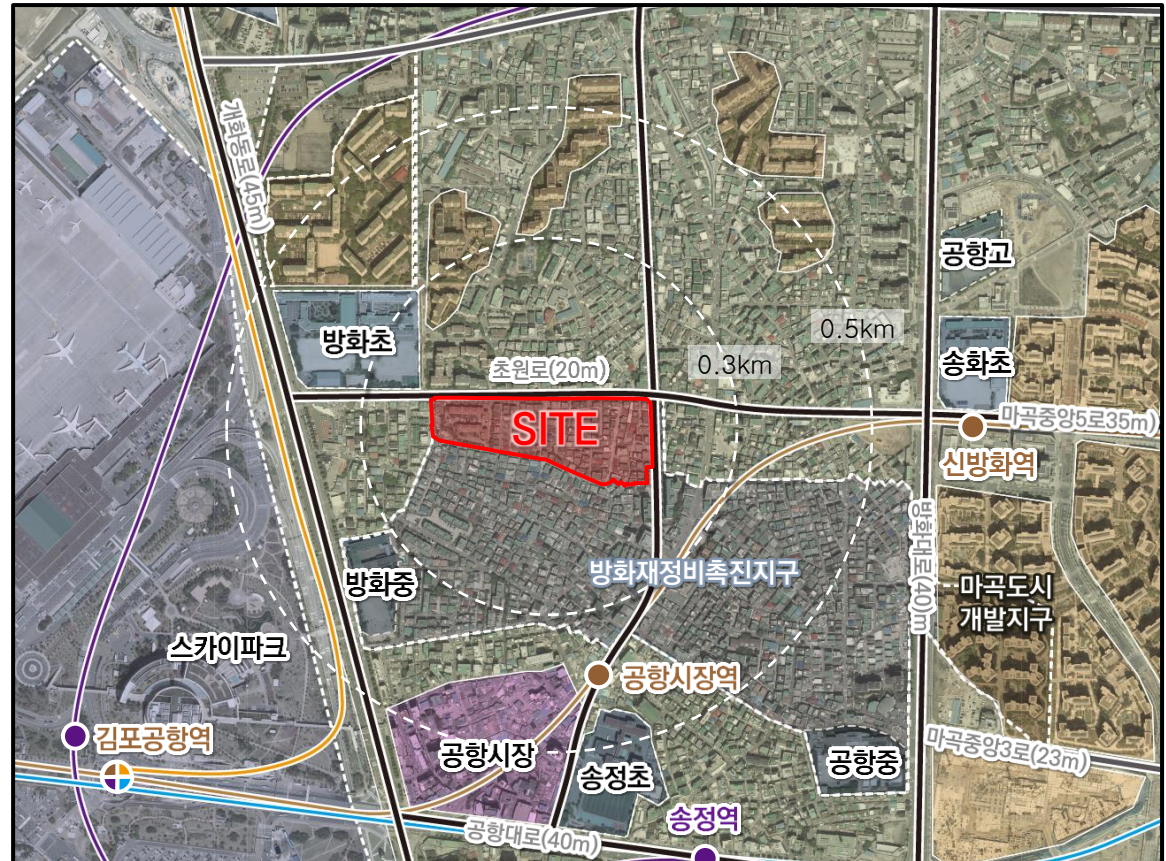 개화동로(45m)
공항고
0.5km
방화초
0.3km
송화초
초원로(20m)
SITE
마곡중앙5로35m)
신방화역
방화대로(40)m
방화재정비촉진지구
방화중
마곡도시
개발지구
스카이파크
공항시장역
김포공항역
공항시장
송정초
공항중
마곡중앙3로(23m)
송정역
공항대로(40m)